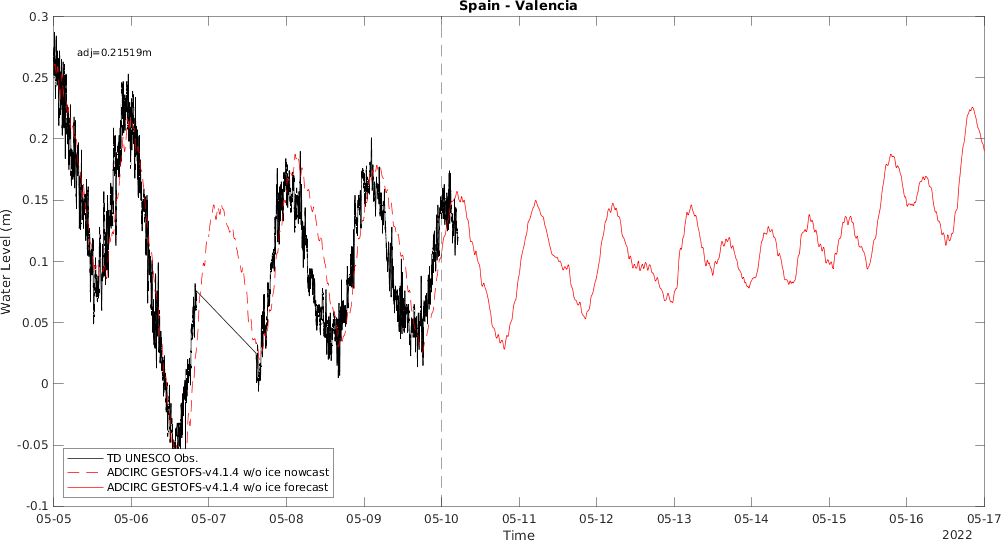 Spain - Valencia
adj=0.21519m
0.3
0.25
0.2
0.15
0.1
0.05
0
-0.05
-0.1
Water Level (m)
TD UNESCO Obs.
ADCIRC GESTOFS-v4.1.4 w/o ice nowcast
ADCIRC GESTOFS-v4.1.4 w/o ice forecast
05-05 05-06 05-07 05-08 05-09 05-10 05-11 05-12 05-13 05-14 05-15 05-16 05-17
Time
2022